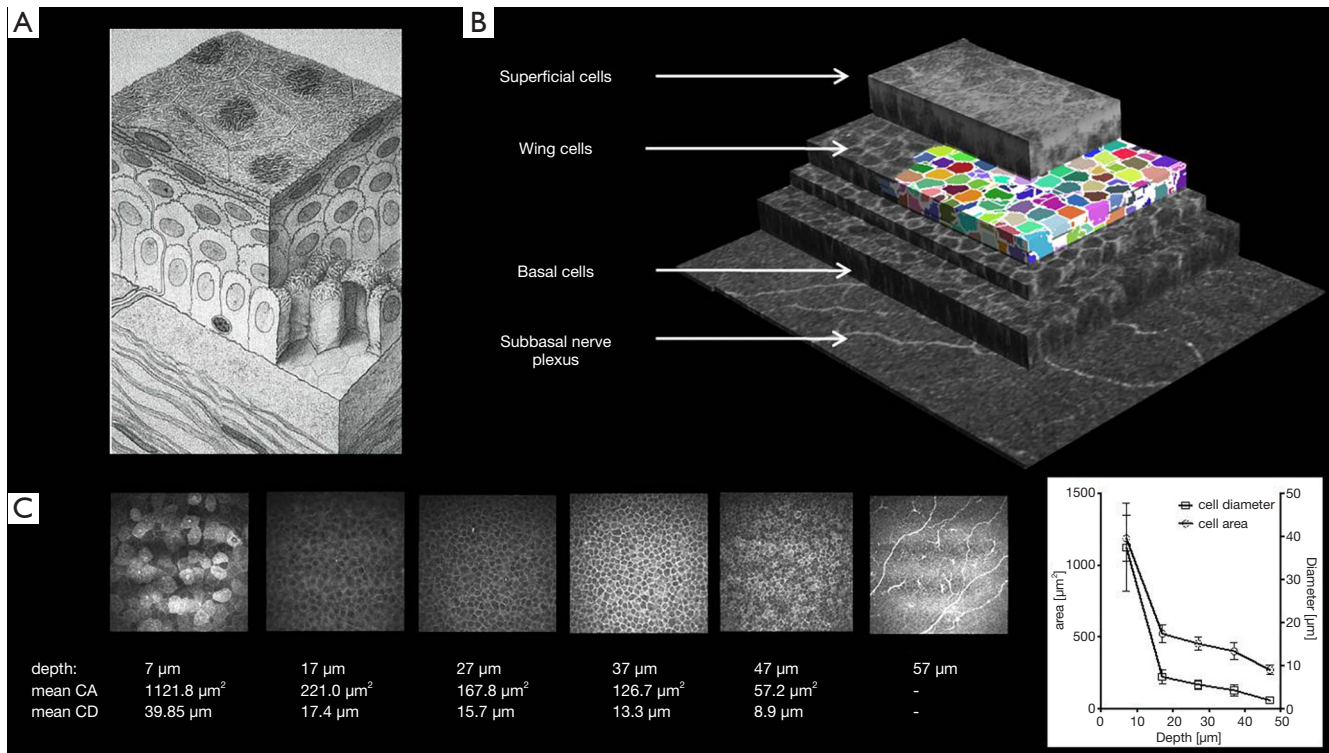 A
B
Superficial cells
Wing cells
Basal cells
Subbasal nerve
plexus
C
depth: 7 µm 17 µm 27 µm 37 µm 47 µm 57 µm
mean CA 1121.8 µm² 221.0 µm² 167.8 µm² 126.7 µm² 57.2 µm² -
mean CD 39.85 µm 17.4 µm 15.7 µm 13.3 µm 8.9 µm -
1500
1000
500
0
area [µm²]
cell diameter
cell area
50
40
30
20
10
0
Diameter [µm]
0 10 20 30 40 50
Depth [µm]